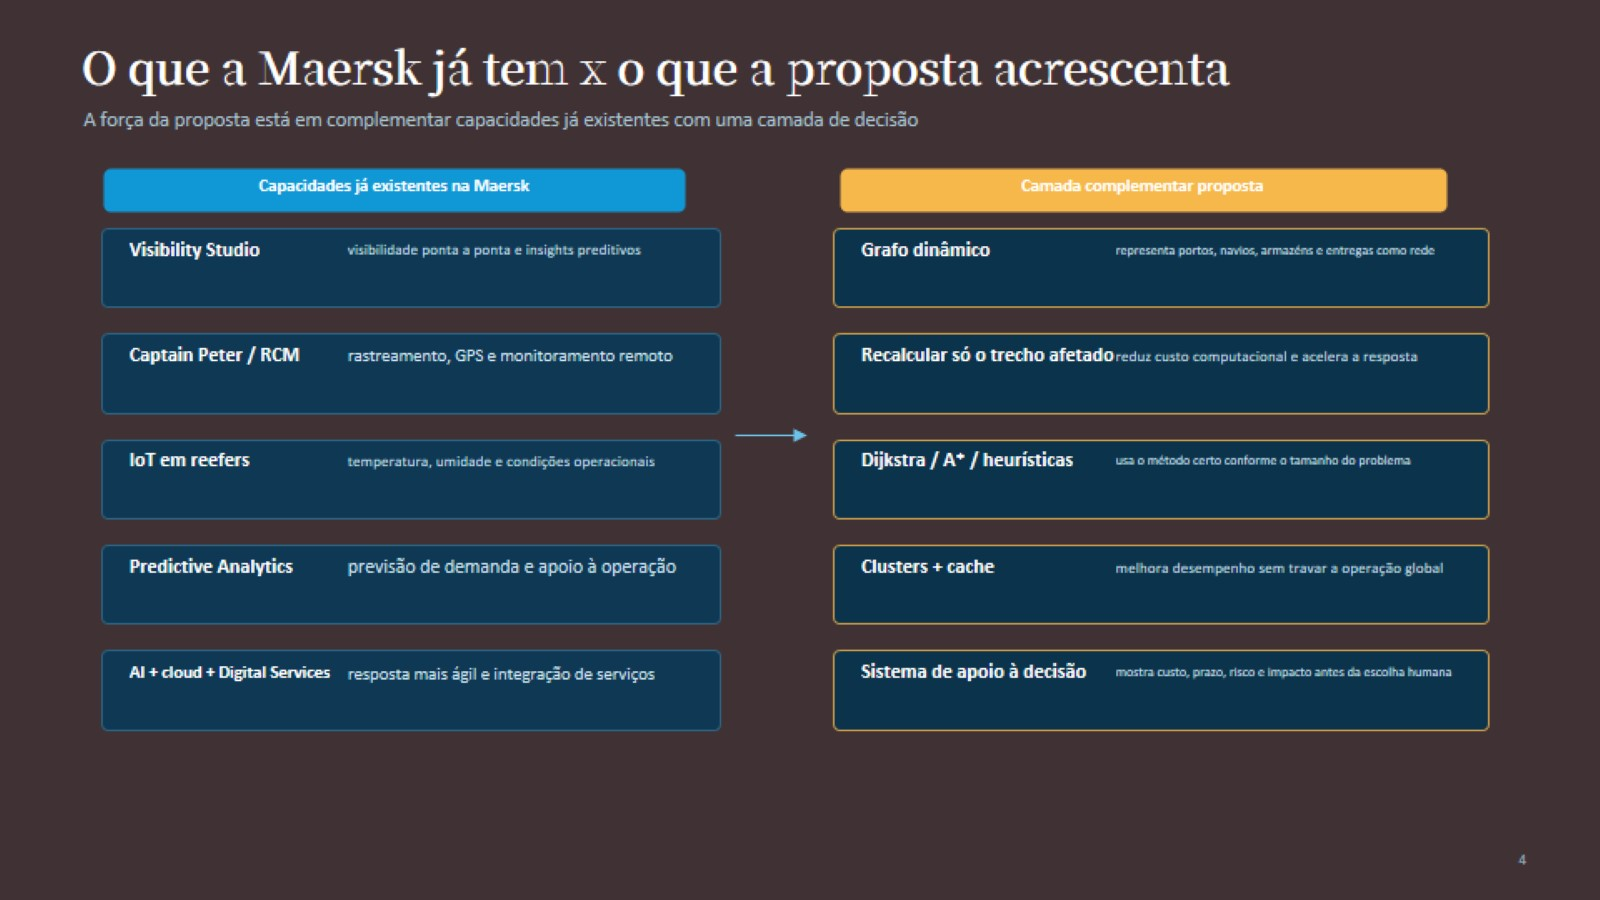 O que a Maersk já tem x o que a proposta acrescenta
A força da proposta está em complementar capacidades já existentes com uma camada de decisão
Capacidades já existentes na Maersk
Visibility Studio visibilidade ponta a ponta e insights preditivos
Captain Peter / RCM rastreamento, GPS e monitoramento remoto
IoT em reefers temperatura, umidade e condições operacionais
Predictive Analytics previsão de demanda e apoio à operação
AI + cloud + Digital Services resposta mais ágil e integração de serviços
Camada complementar proposta
Grafo dinâmico representa portos, navios, armazéns e entregas como rede
Recalcular só o trecho afetado reduz custo computacional e acelera a resposta
Dijkstra / A* / heurísticas usa o método certo conforme o tamanho do problema
Clusters + cache melhora desempenho sem travar a operação global
Sistema de apoio à decisão mostra custo, prazo, risco e impacto antes da escolha humana
4